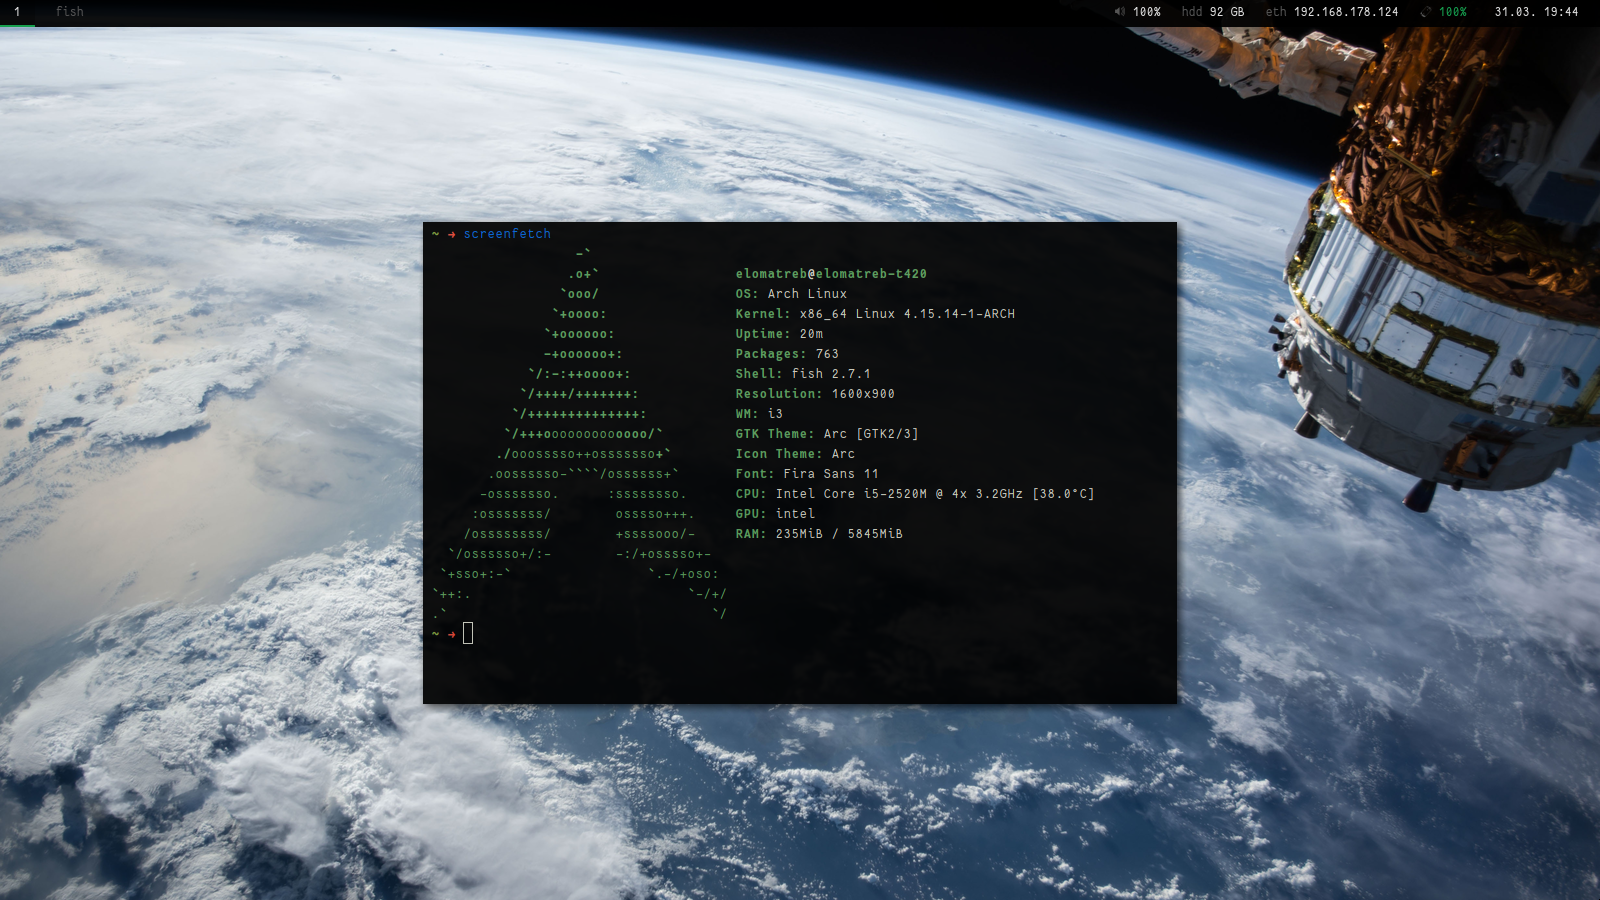 1 fish 100% hdd 92 GB eth 192.168.178.124 100% 31.03. 19:44
~ → screenfetch
-`
.o+` elomatreb@elomatreb-t420
`ooo/ OS: Arch Linux
`+oooo: Kernel: x86_64 Linux 4.15.14-1-ARCH
`+oooooo: Uptime: 20m
-+oooooo+: Packages: 763
`/:-:++oooo+: Shell: fish 2.7.1
`/++++/+++++++: Resolution: 1600x900
`/++++++++++++++: WM: i3
`/+++ooooooooooooo/` GTK Theme: Arc [GTK2/3]
./ooosssso++osssssso+` Icon Theme: Arc
.oossssso-````/ossssss+` Font: Fira Sans 11
-osssssso. :ssssssso. CPU: Intel Core i5-2520M @ 4x 3.2GHz [38.0°C]
:osssssss/ osssso+++. GPU: intel
/ossssssss/ +ssssooo/- RAM: 235MiB / 5845MiB
`/ossssso+/:- -:/+osssso+-
`+sso+:-` `.-/+oso:
`++:. `-/+/
.` `/
~ →